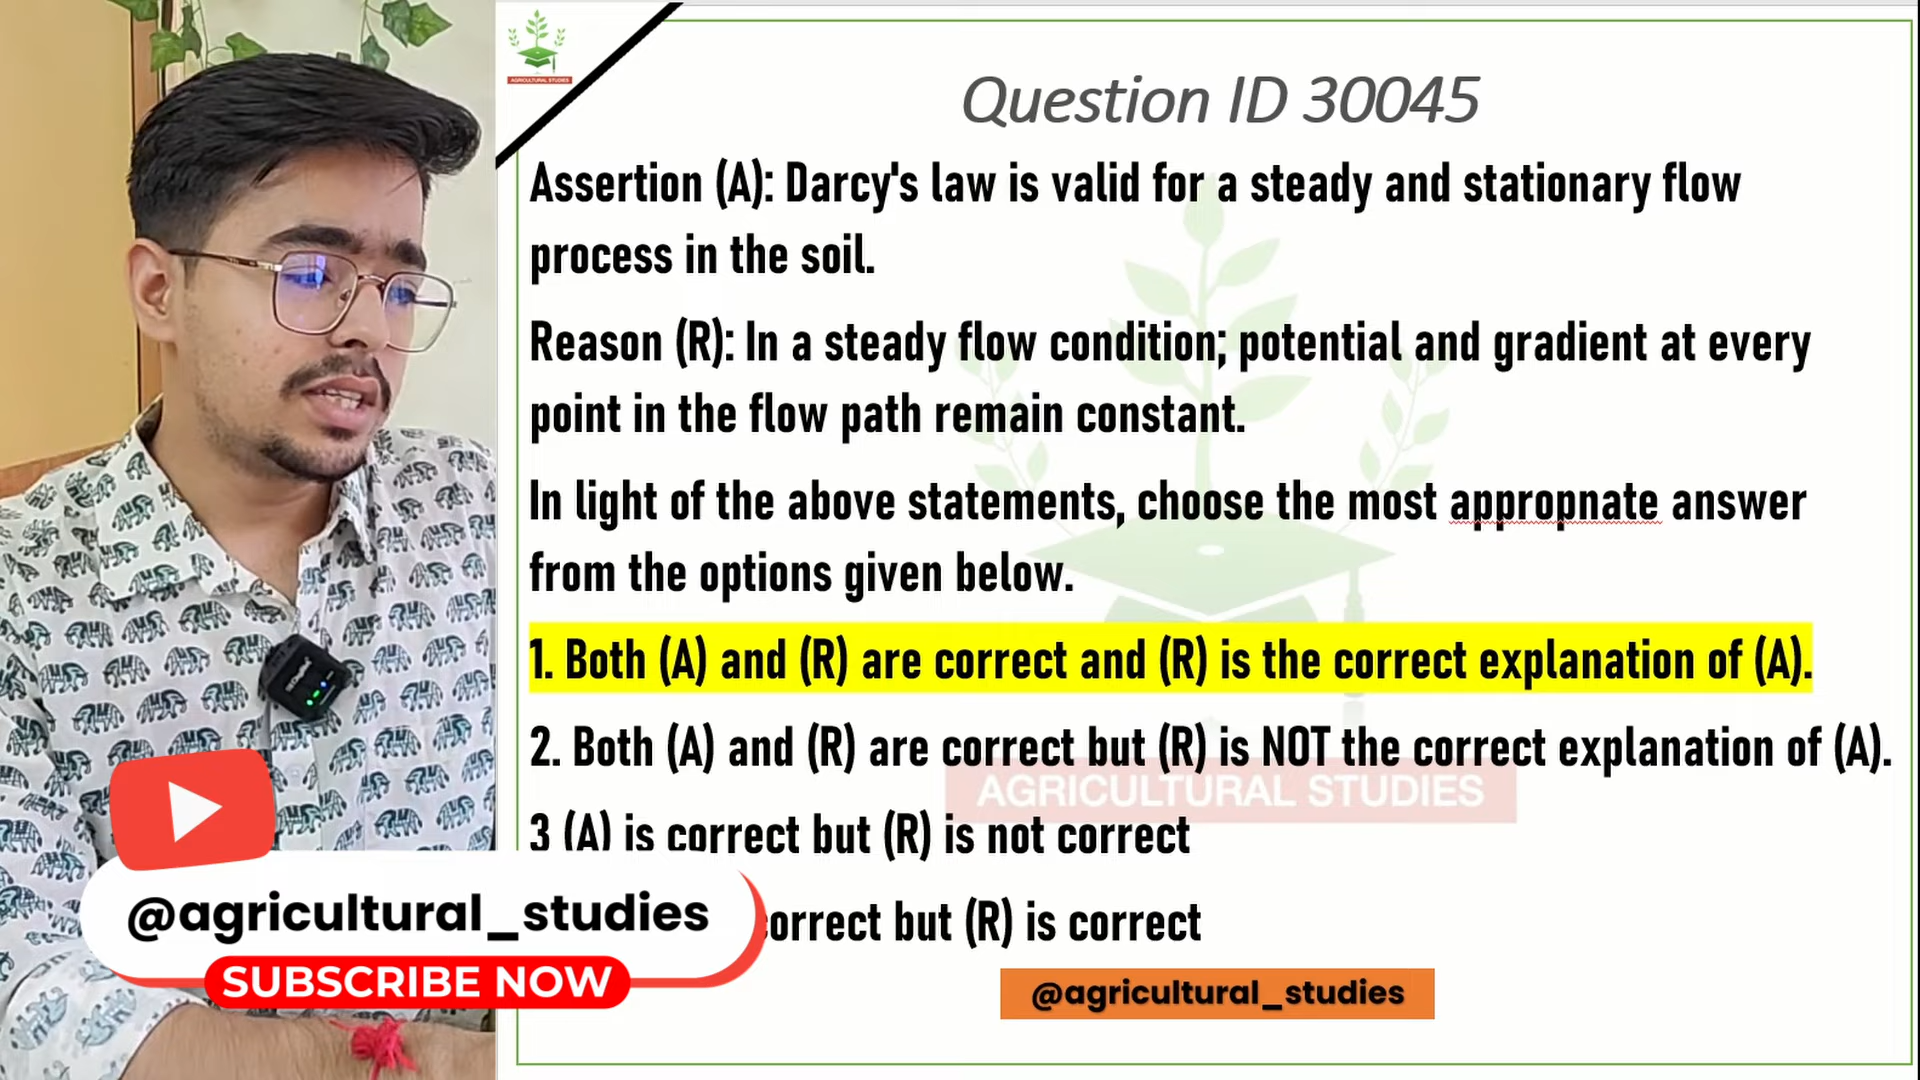 AGRICULTURAL STUDIES
Question ID 30045
Assertion (A): Darcy's law is valid for a steady and stationary flow
process in the soil.
Reason (R): In a steady flow condition; potential and gradient at every
point in the flow path remain constant.
In light of the above statements, choose the most appropnate answer
from the options given below.
1. Both (A) and (R) are correct and (R) is the correct explanation of (A).
2. Both (A) and (R) are correct but (R) is NOT the correct explanation of (A).
AGRICULTURAL STUDIES
3 (A) is correct but (R) is not correct
correct but (R) is correct
@agricultural_studies
SUBSCRIBE NOW
@agricultural_studies